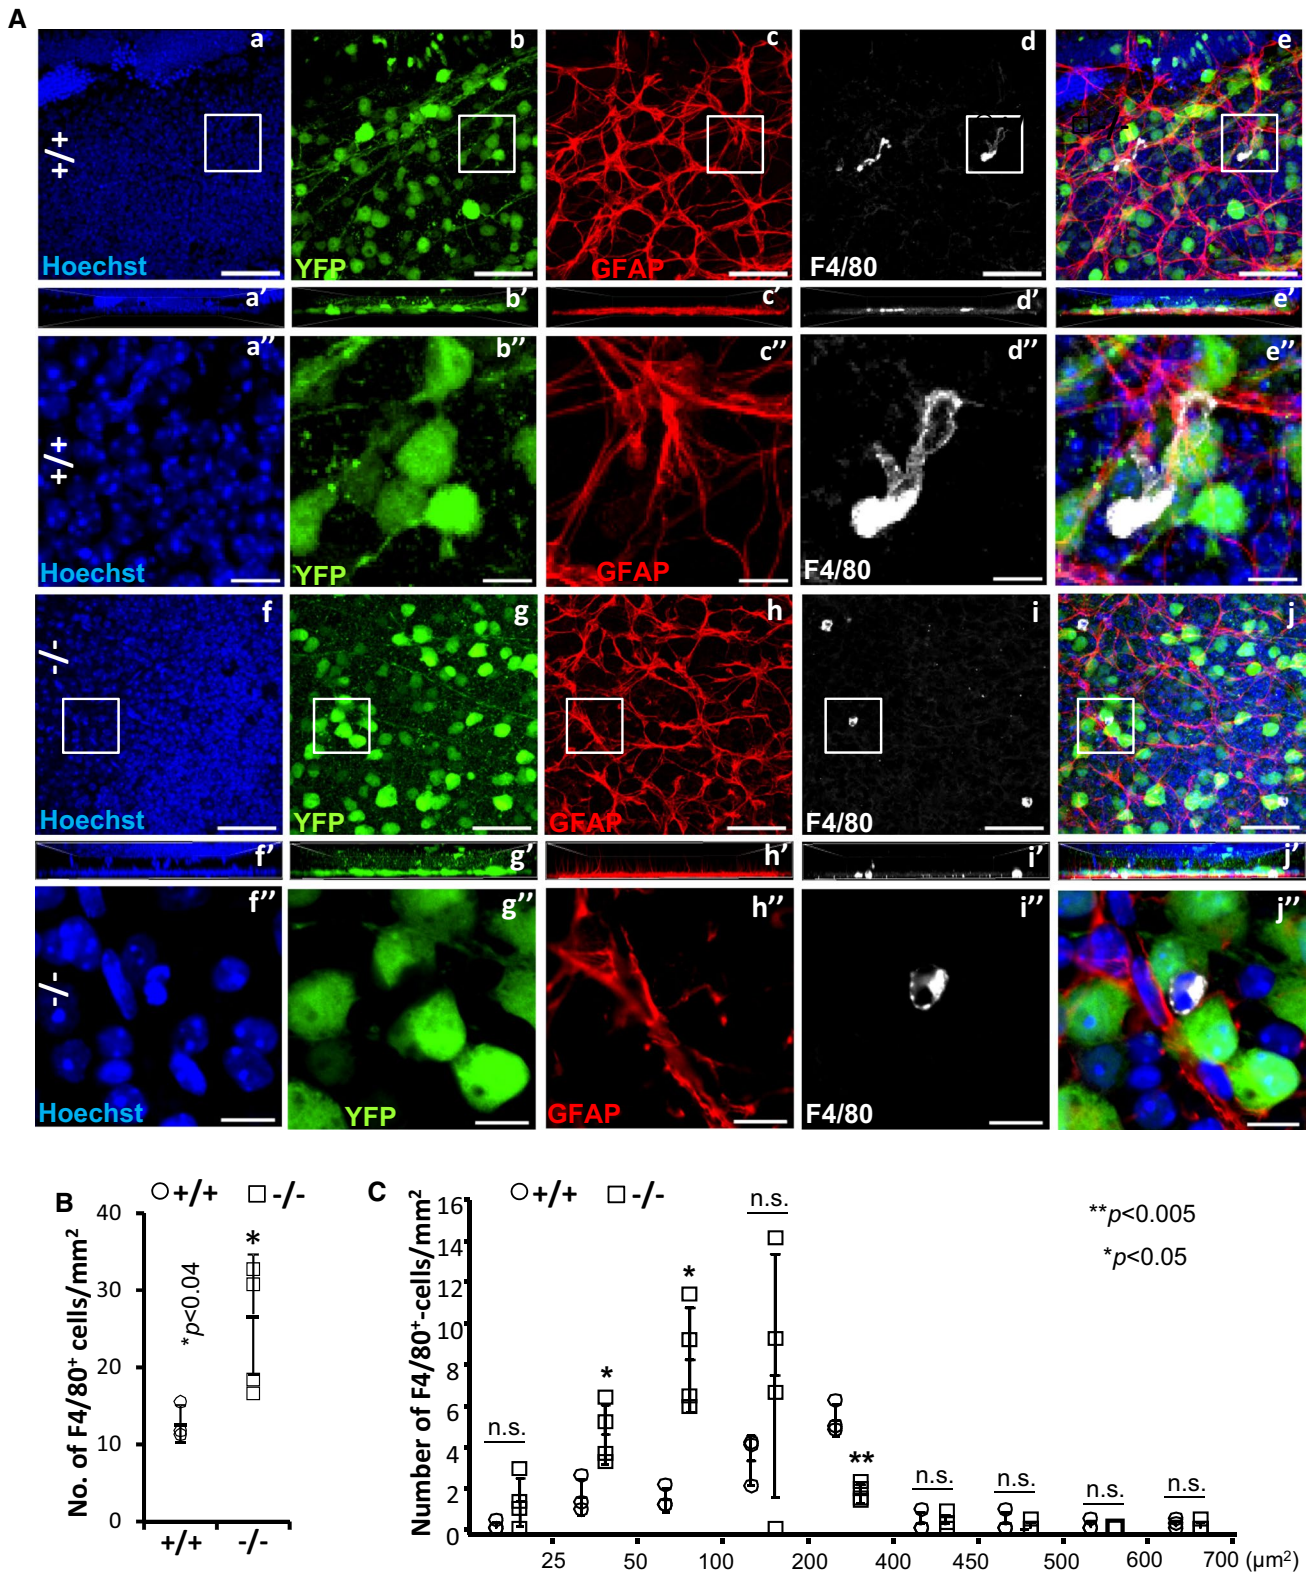 A
a b c d e
+/+
Hoechst YFP GFAP F4/80
a’ b’ c’ d’ e’
a’’ b’’ c’’ d’’ e’’
+/+
Hoechst YFP GFAP F4/80
f g h i j
-/-
Hoechst YFP GFAP F4/80
f’ g’ h’ i’ j’
f’’ g’’ h’’ i’’ j’’
-/-
Hoechst YFP GFAP F4/80
B
+/+ -/-
No. of F4/80⁺ cells/mm²
40
30
20
10
0
*p<0.04
*
+/+ -/-
C
+/+ -/-
Number of F4/80⁺-cells/mm²
16
14
12
10
8
6
4
2
0
n.s. * * n.s. ** n.s. n.s. n.s. n.s.
**p<0.005
*p<0.05
25 50 100 200 400 450 500 600 700 (μm²)